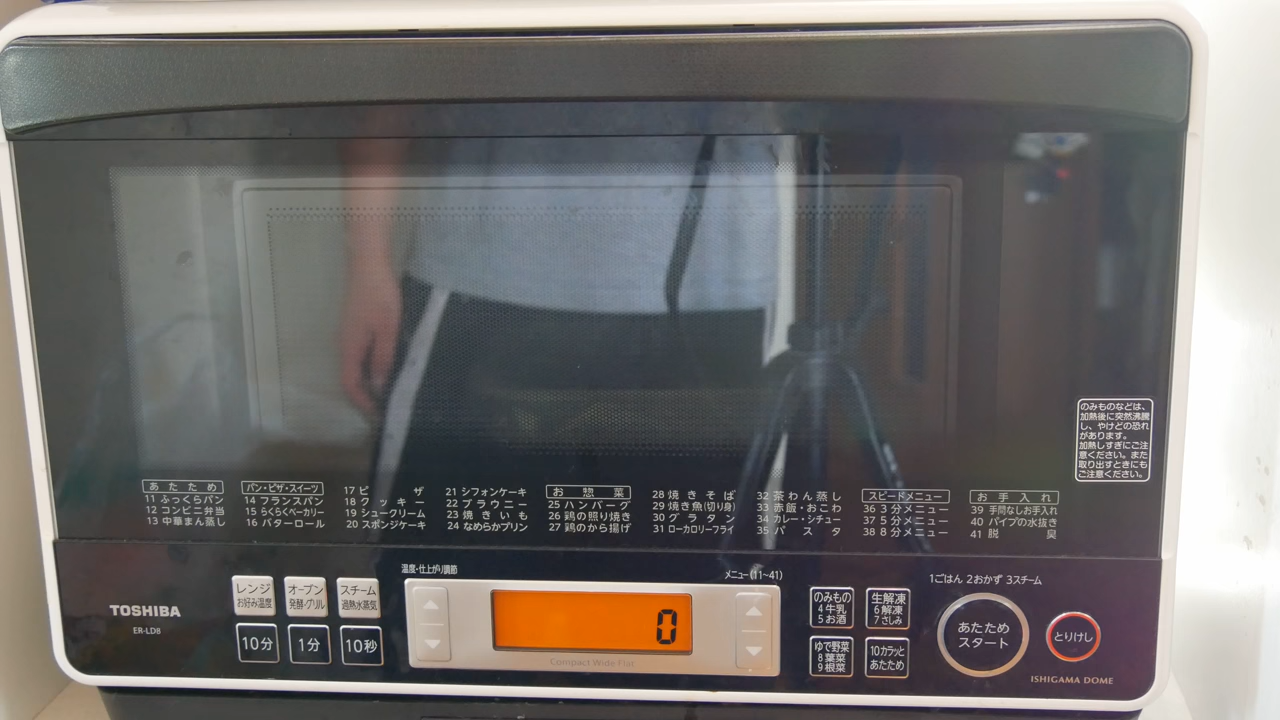 のみものなどは、
加熱後に突然沸騰
し、やけどの恐れ
があります。
加熱しすぎにご注
意ください。また
取り出すときにも
ご注意ください。
あたため
11 ふっくらパン
12 コンビニ弁当
13 中華まん蒸し
パン・ピザ・スイーツ
14 フランスパン
15 らくらくベーカリー
16 バターロール
17 ピザ
18 クッキー
19 シュークリーム
20 スポンジケーキ
21 シフォンケーキ
22 ブラウニー
23 焼きいも
24 なめらかプリン
お惣菜
25 ハンバーグ
26 鶏の照り焼き
27 鶏のから揚げ
28 焼きそば
29 焼き魚(切り身)
30 グラタン
31 ローカロリーフライ
32 茶わん蒸し
33 赤飯・おこわ
34 カレー・シチュー
35 パスタ
スピードメニュー
36 3分メニュー
37 5分メニュー
38 8分メニュー
お手入れ
39 手間なしお手入れ
40 パイプの水抜き
41 脱臭
TOSHIBA
ER-LD8
レンジ
お好み温度
オーブン
発酵・グリル
スチーム
過熱水蒸気
10分
1分
10秒
温度・仕上がり調節
メニュー(11~41)
0
Compact Wide Flat
のみもの
4 牛乳
5 お酒
生解凍
6 解凍
7 さしみ
ゆで野菜
8 葉菜
9 根菜
10カラッと
あたため
1ごはん 2おかず 3スチーム
あたため
スタート
とりけし
ISHIGAMA DOME